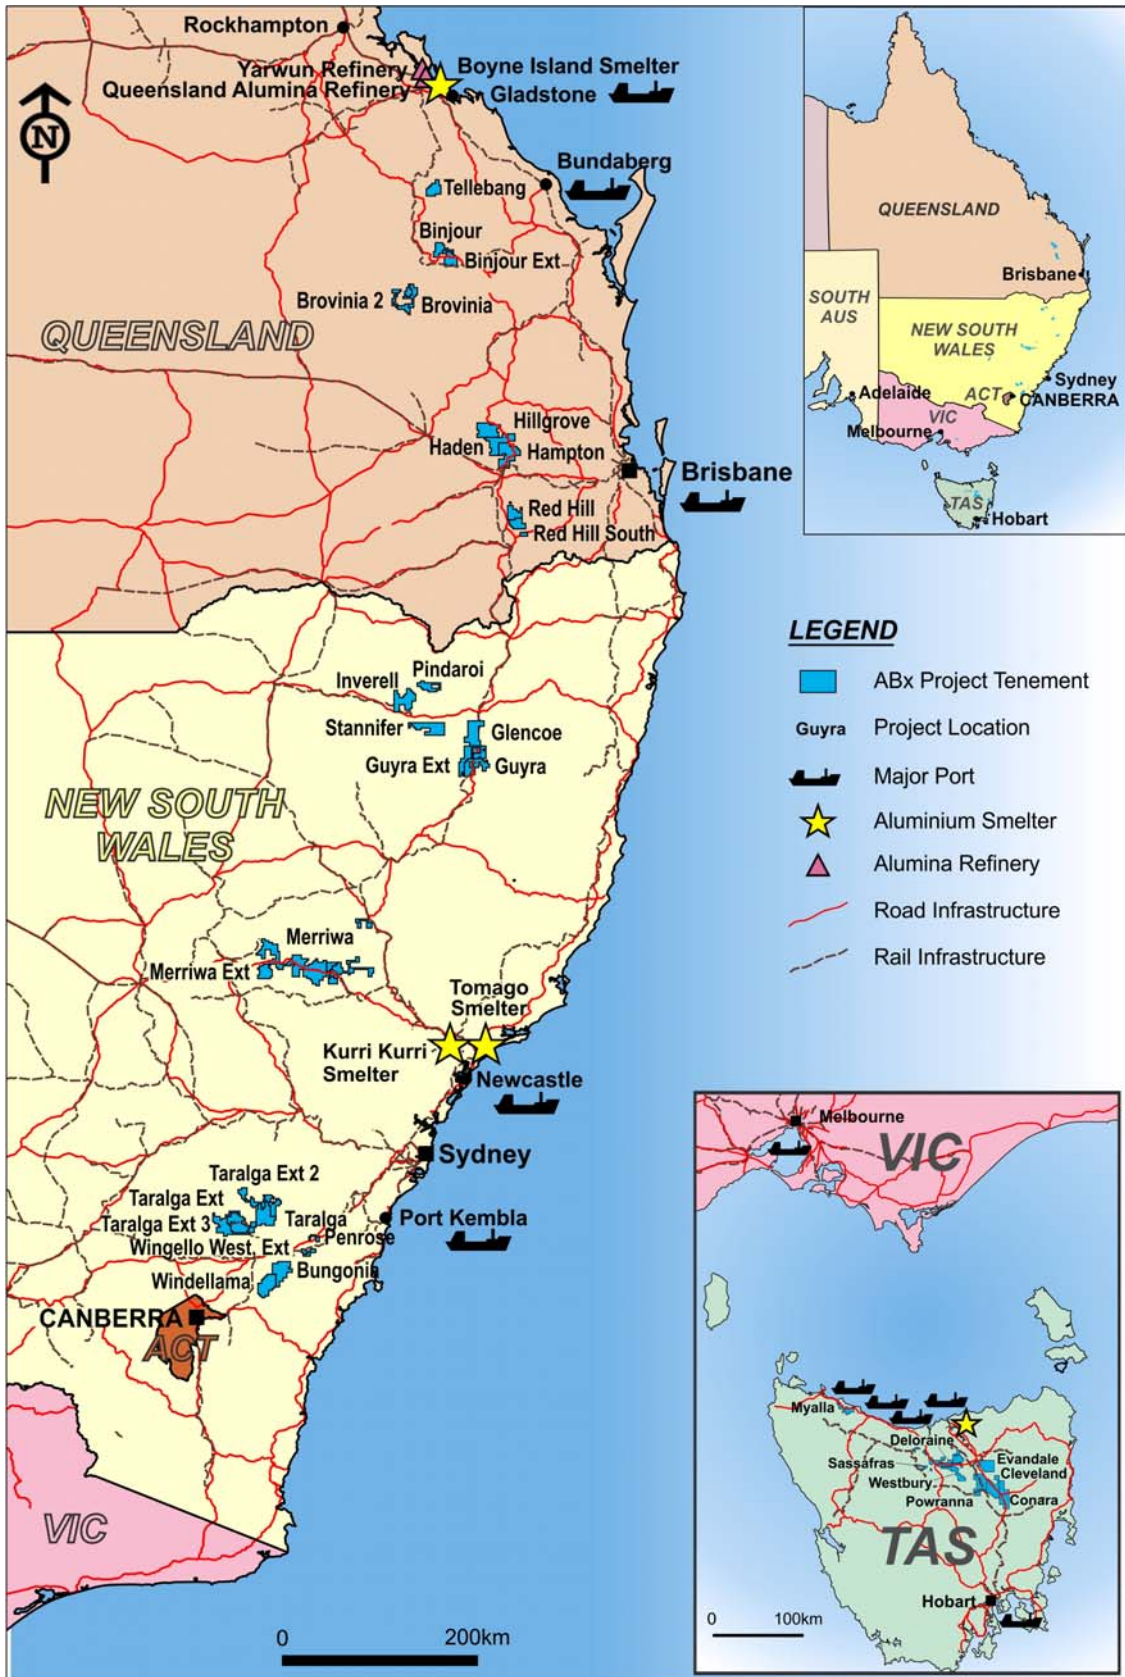 Rockhampton
Yarwun Refinery
Boyne Island Smelter
Queensland Alumina Refinery
Gladstone
N
Bundaberg
Tellebang
Binjour
Binjour Ext
Brovinia 2
Brovinia
QUEENSLAND
Hillgrove
Haden
Hampton
Brisbane
Red Hill
Red Hill South
Pindaroi
Inverell
Stannifer
Glencoe
Guyra Ext
Guyra
NEW SOUTH
WALES
Merriwa
Merriwa Ext
Tomago
Smelter
Kurri Kurri
Smelter
Newcastle
Sydney
Taralga Ext 2
Taralga Ext
Taralga Ext 3
Taralga
Port Kembla
Penrose
Wingello West, Ext
Bungonia
Windellama
CANBERRA
ACT
VIC
0
200km
QUEENSLAND
Brisbane
SOUTH
AUS
NEW SOUTH
WALES
Sydney
Adelaide
ACT
CANBERRA
VIC
Melbourne
TAS
Hobart
LEGEND
ABx Project Tenement
Guyra
Project Location
Major Port
Aluminium Smelter
Alumina Refinery
Road Infrastructure
Rail Infrastructure
Melbourne
VIC
Myalla
Deloraine
Sassafras
Evandale
Cleveland
Westbury
Powranna
Conara
TAS
Hobart
0
100km